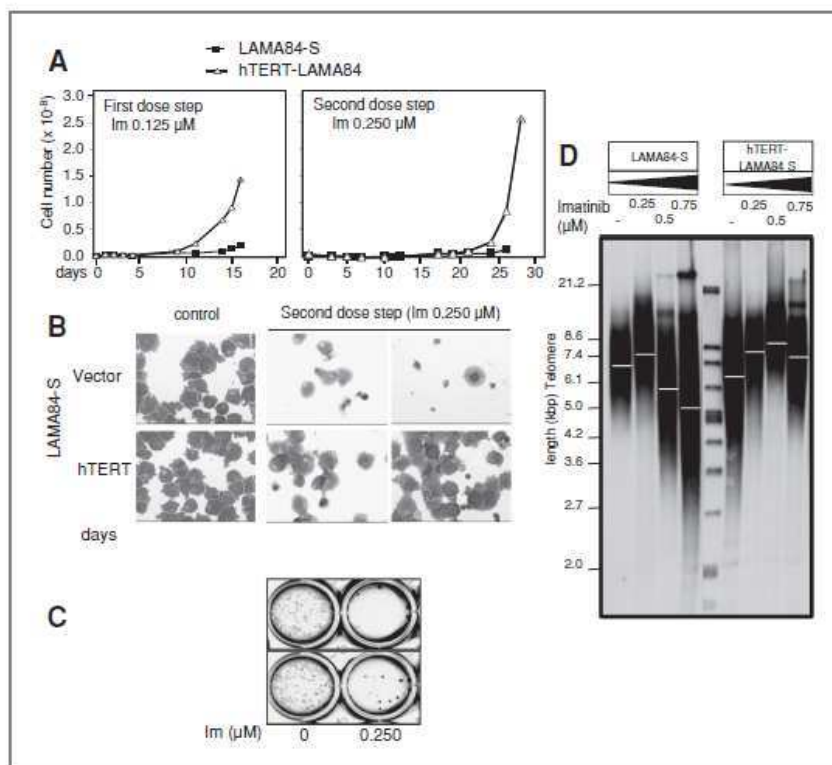 A
LAMA84-S
hTERT-LAMA84
First dose step
Im 0.125 µM
Second dose step
Im 0.250 µM
Cell number (x 10⁻⁸)
3.0
2.5
2.0
1.5
1.0
0.5
0.0
days
0 5 10 15 20
0 5 10 15 20 25 28 30
B
control
Second dose step (Im 0.250 µM)
LAMA84-S
Vector
hTERT
days
C
Im (µM)
0
0.250
D
LAMA84-S
hTERT-
LAMA84 S
Imatinib
(µM)
- 0.25 0.5 0.75
- 0.25 0.5 0.75
length (kbp) Telomere
21.2
8.6
7.4
6.1
5.0
4.2
3.6
2.7
2.0